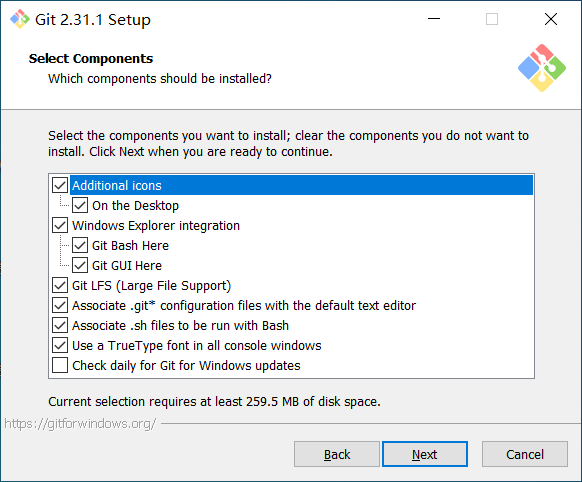 Git 2.31.1 Setup
Select Components
Which components should be installed?
Select the components you want to install; clear the components you do not want to
install. Click Next when you are ready to continue.
Additional icons
On the Desktop
Windows Explorer integration
Git Bash Here
Git GUI Here
Git LFS (Large File Support)
Associate .git* configuration files with the default text editor
Associate .sh files to be run with Bash
Use a TrueType font in all console windows
Check daily for Git for Windows updates
Current selection requires at least 259.5 MB of disk space.
https://gitforwindows.org/
Back
Next
Cancel